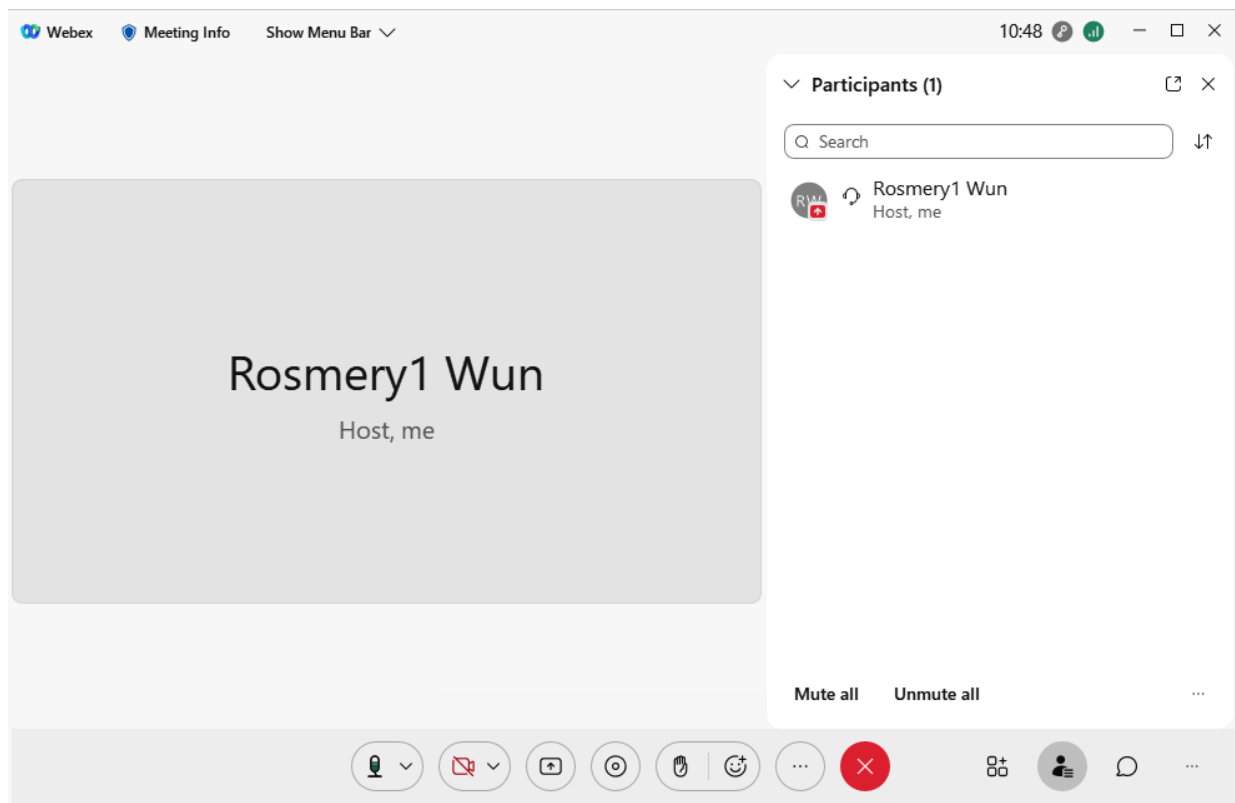 Webex Meeting Info Show Menu Bar 10:48
Participants (1)
Search
RW Rosmery1 Wun
Host, me
Rosmery1 Wun
Host, me
Mute all Unmute all